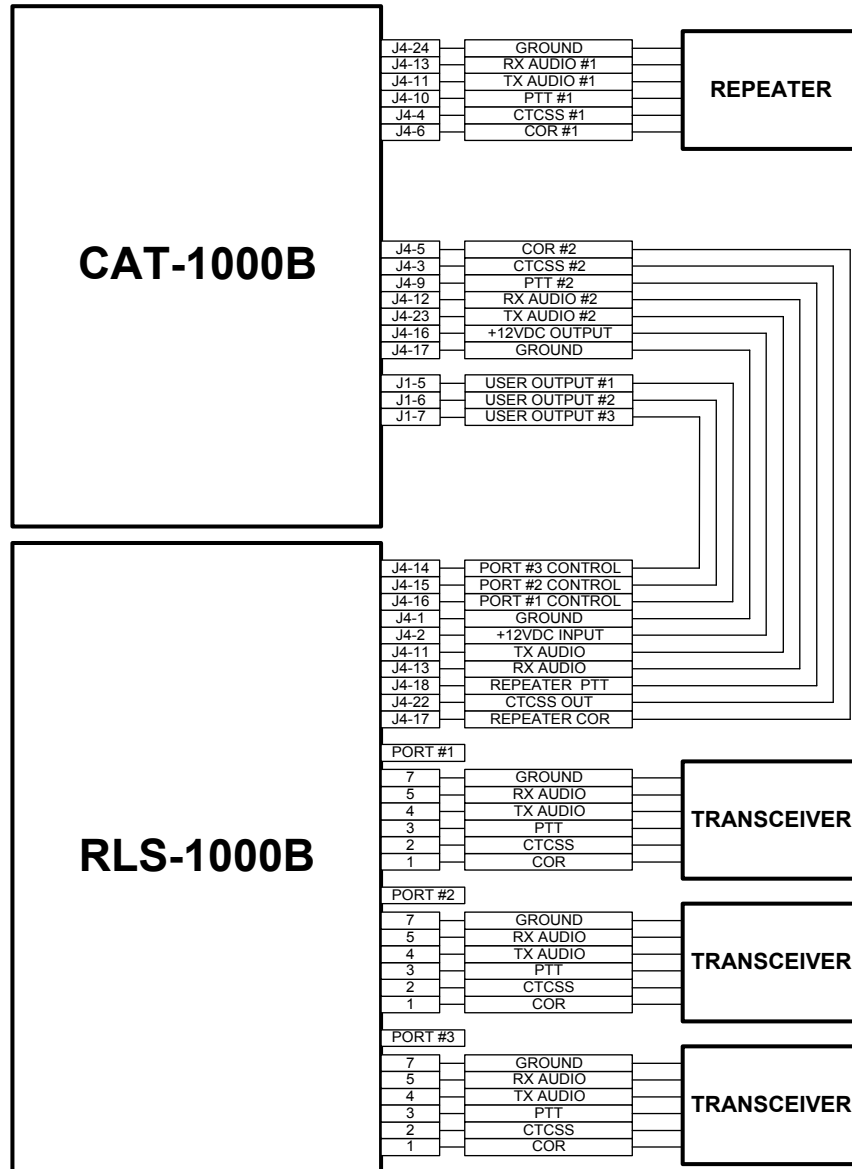 J4-24 GROUND
J4-13 RX AUDIO #1
J4-11 TX AUDIO #1
J4-10 PTT #1
J4-4 CTCSS #1
J4-6 COR #1
REPEATER
CAT-1000B
J4-5 COR #2
J4-3 CTCSS #2
J4-9 PTT #2
J4-12 RX AUDIO #2
J4-23 TX AUDIO #2
J4-16 +12VDC OUTPUT
J4-17 GROUND
J1-5 USER OUTPUT #1
J1-6 USER OUTPUT #2
J1-7 USER OUTPUT #3
J4-14 PORT #3 CONTROL
J4-15 PORT #2 CONTROL
J4-16 PORT #1 CONTROL
J4-1 GROUND
J4-2 +12VDC INPUT
J4-11 TX AUDIO
J4-13 RX AUDIO
J4-18 REPEATER PTT
J4-22 CTCSS OUT
J4-17 REPEATER COR
RLS-1000B
PORT #1
7 GROUND
5 RX AUDIO
4 TX AUDIO
3 PTT
2 CTCSS
1 COR
TRANSCEIVER
PORT #2
7 GROUND
5 RX AUDIO
4 TX AUDIO
3 PTT
2 CTCSS
1 COR
TRANSCEIVER
PORT #3
7 GROUND
5 RX AUDIO
4 TX AUDIO
3 PTT
2 CTCSS
1 COR
TRANSCEIVER